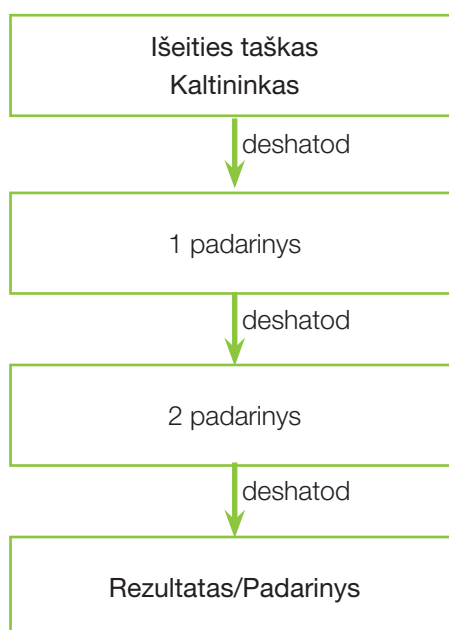 Išeities taškas
Kaltininkas
deshatod
1 padarinys
deshatod
2 padarinys
deshatod
Rezultatas/Padarinys